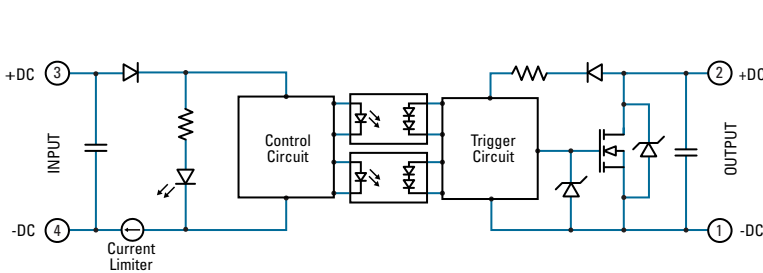 +DC 3
2 +DC
INPUT
Control
Circuit
Trigger
Circuit
OUTPUT
-DC 4
1 -DC
Current
Limiter